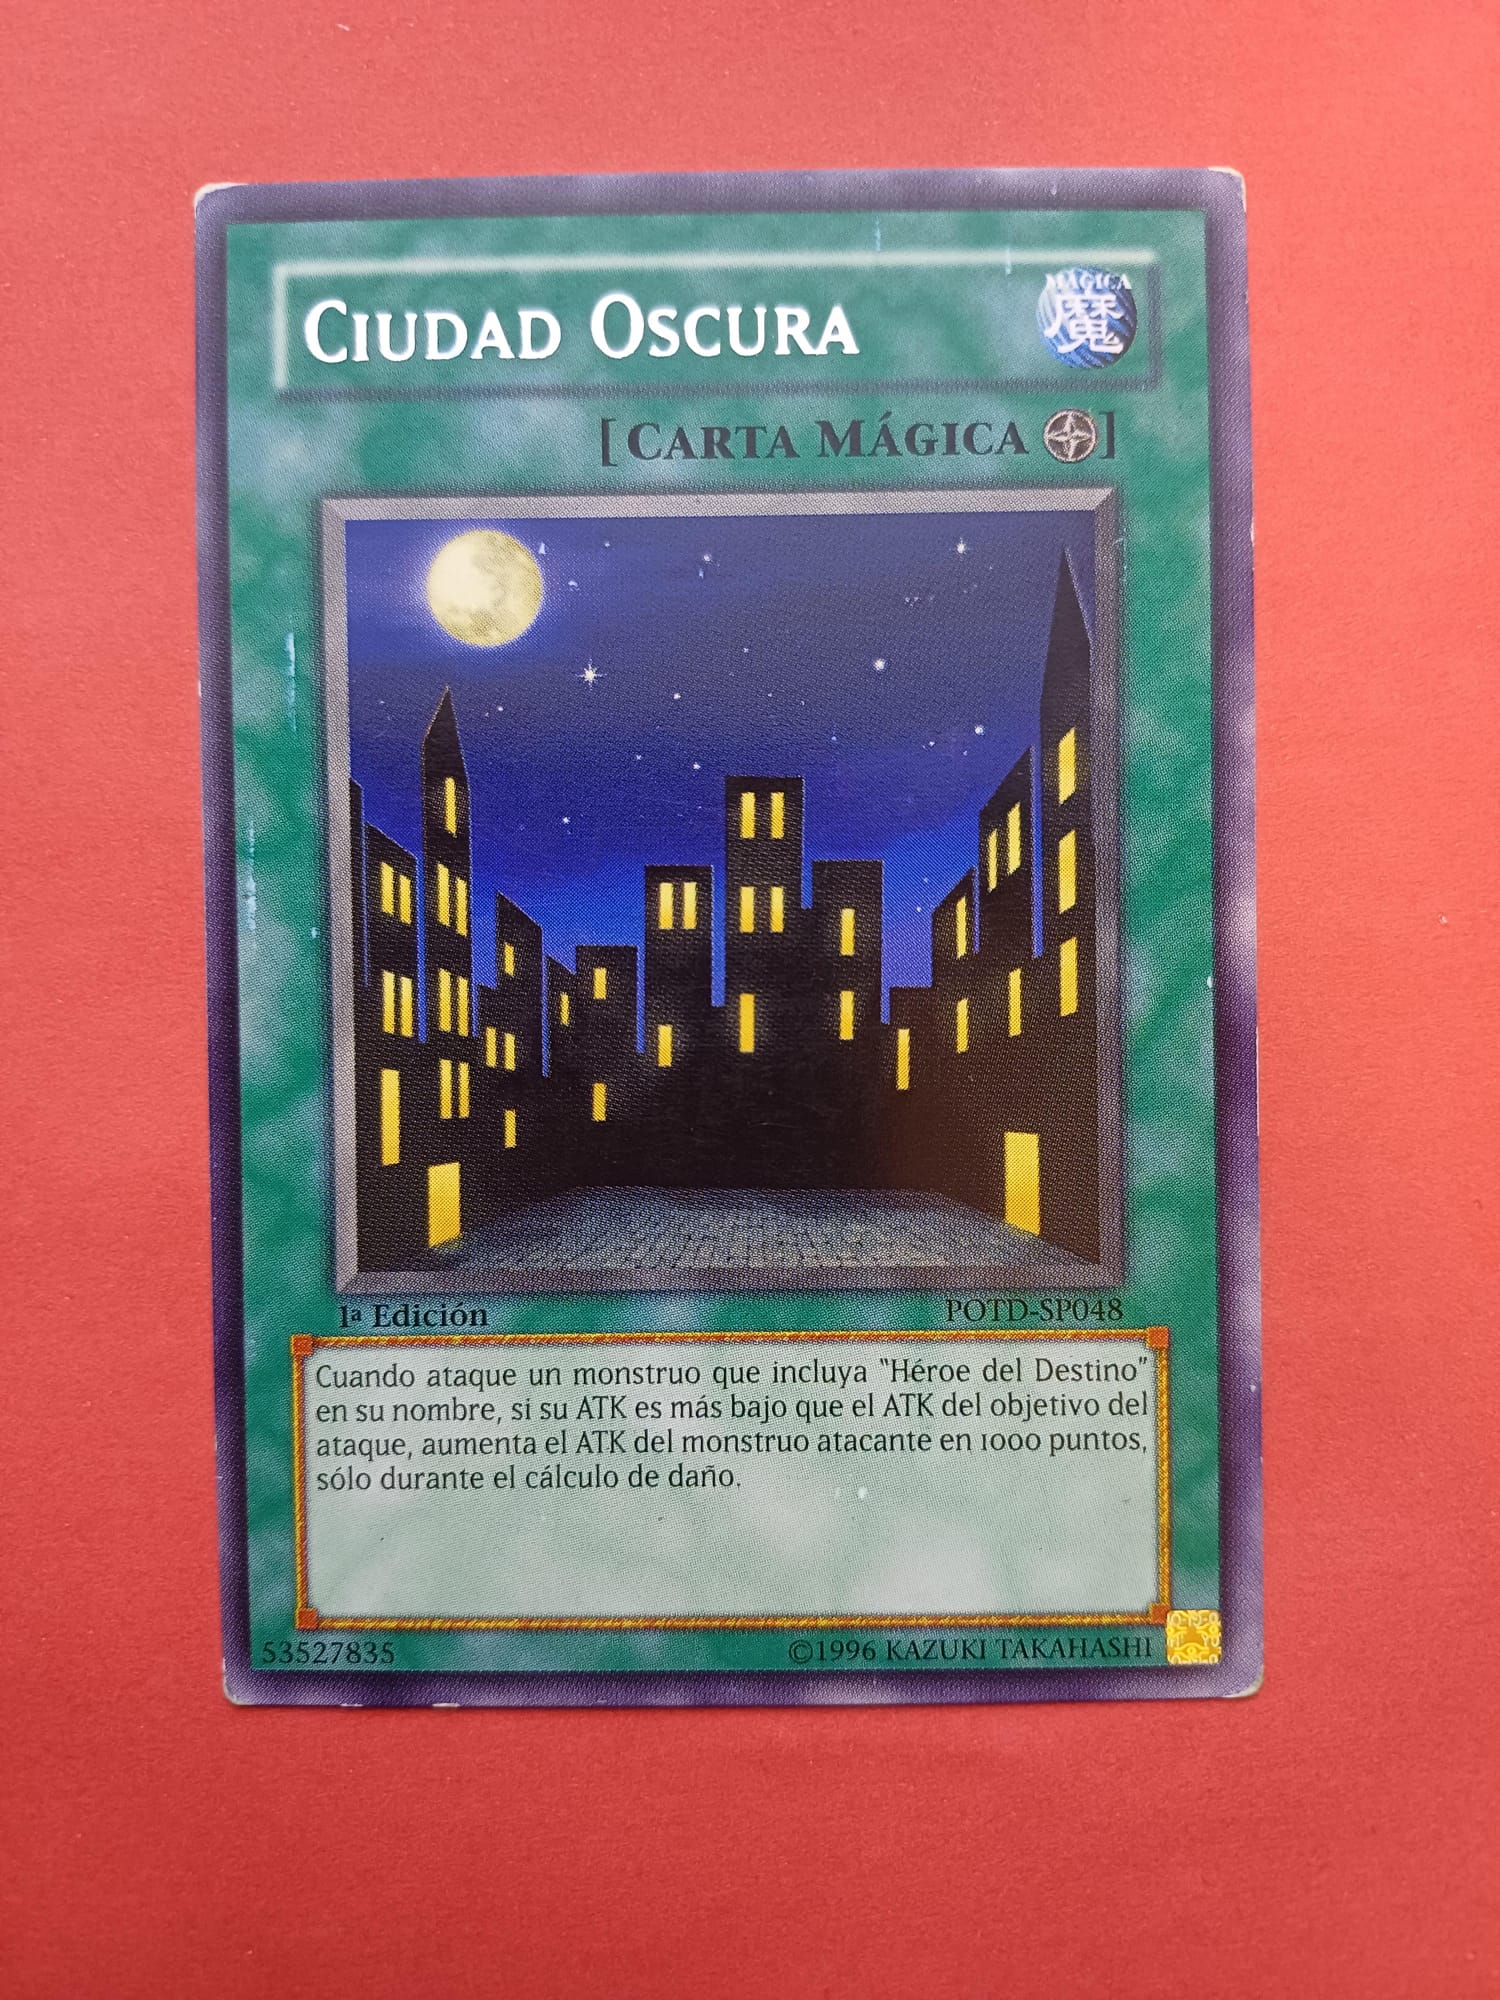 CIUDAD OSCURA
MÁGICA
魔
[CARTA MÁGICA]
1ª Edición
POTD-SP048
Cuando ataque un monstruo que incluya "Héroe del Destino"
en su nombre, si su ATK es más bajo que el ATK del objetivo del
ataque, aumenta el ATK del monstruo atacante en 1000 puntos,
sólo durante el cálculo de daño.
53527835
©1996 KAZUKI TAKAHASHI